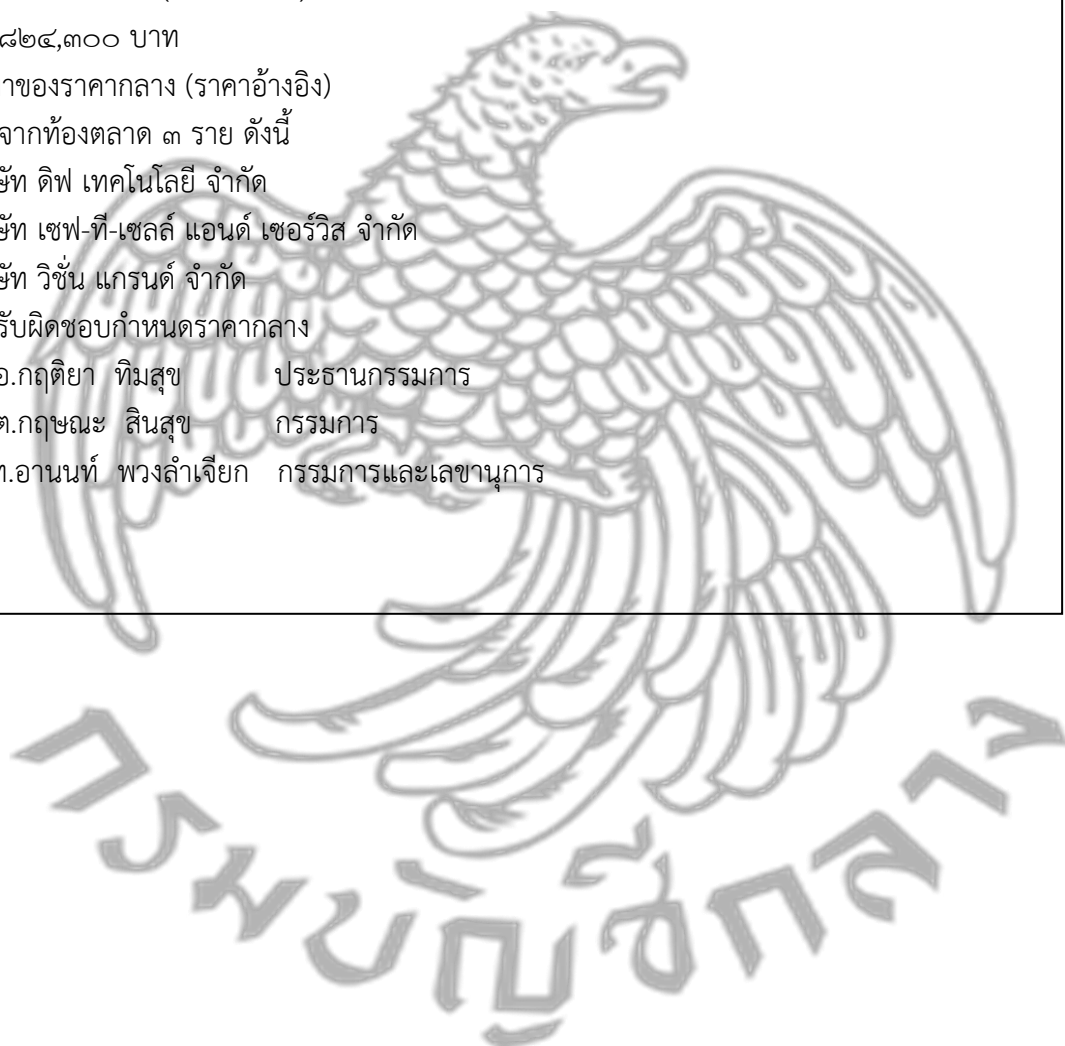 ๘๒๔,๓๐๐ บาท
าของราคากลาง (ราคาอ้างอิง)
จากท้องตลาด ๓ ราย ดังนี้
ษัท ดิฟ เทคโนโลยี จำกัด
ษัท เซฟ-ที-เซลล์ แอนด์ เซอร์วิส จำกัด
ษัท วิชั่น แกรนด์ จำกัด
รับผิดชอบกำหนดราคากลาง
อ.กฤติยา ทิมสุข ประธานกรรมการ
ต.กฤษณะ สินสุข กรรมการ
ท.อานนท์ พวงลำเจียก กรรมการและเลขานุการ
กรมบัญชีกลาง